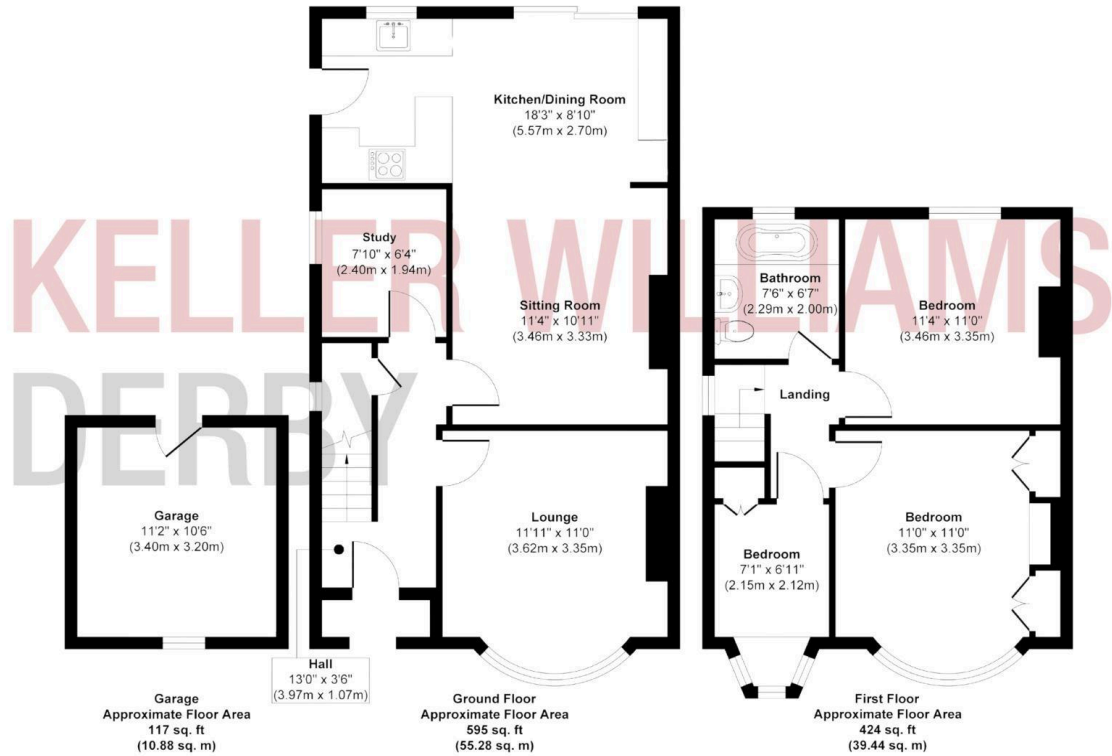 Kitchen/Dining Room
18'3" x 8'10"
(5.57m x 2.70m)
KELLER WILLIAMS
DERBY
Study
7'10" x 6'4"
(2.40m x 1.94m)
Sitting Room
11'4" x 10'11"
(3.46m x 3.33m)
Bathroom
7'6" x 6'7"
(2.29m x 2.00m)
Bedroom
11'4" x 11'0"
(3.46m x 3.35m)
Landing
Garage
11'2" x 10'6"
(3.40m x 3.20m)
Lounge
11'11" x 11'0"
(3.62m x 3.35m)
Bedroom
11'0" x 11'0"
(3.35m x 3.35m)
Bedroom
7'1" x 6'11"
(2.15m x 2.12m)
Hall
13'0" x 3'6"
(3.97m x 1.07m)
Garage
Approximate Floor Area
117 sq. ft
(10.88 sq. m)
Ground Floor
Approximate Floor Area
595 sq. ft
(55.28 sq. m)
First Floor
Approximate Floor Area
424 sq. ft
(39.44 sq. m)